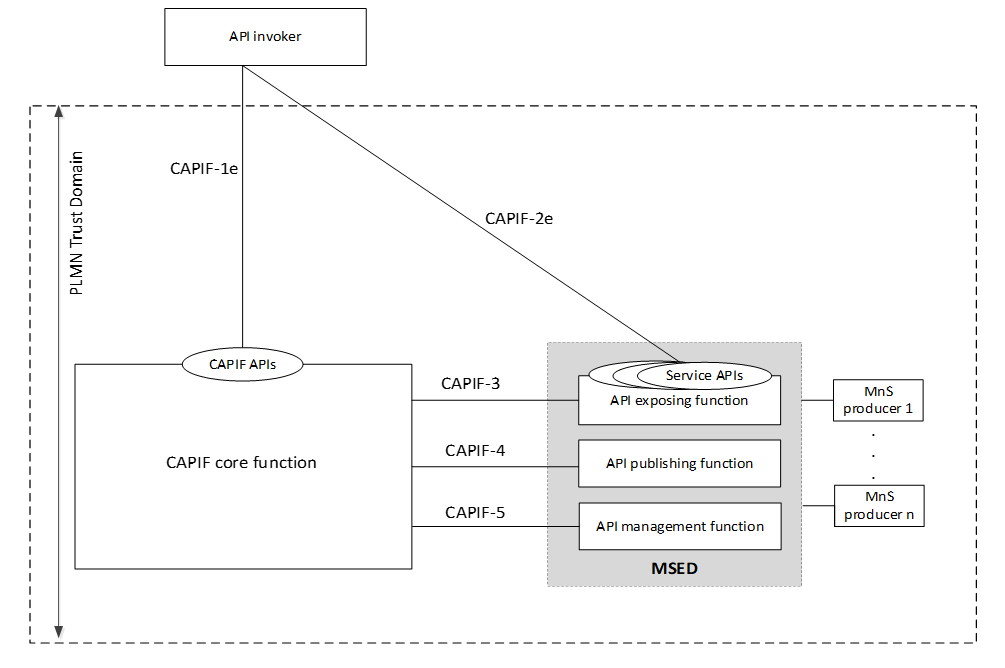 API invoker
CAPIF-1e
PLMN Trust Domain
CAPIF-2e
CAPIF APIs
CAPIF core function
CAPIF-3
CAPIF-4
CAPIF-5
Service APIs
API exposing function
API publishing function
API management function
MSED
MnS
producer 1
.
.
.
MnS
producer n